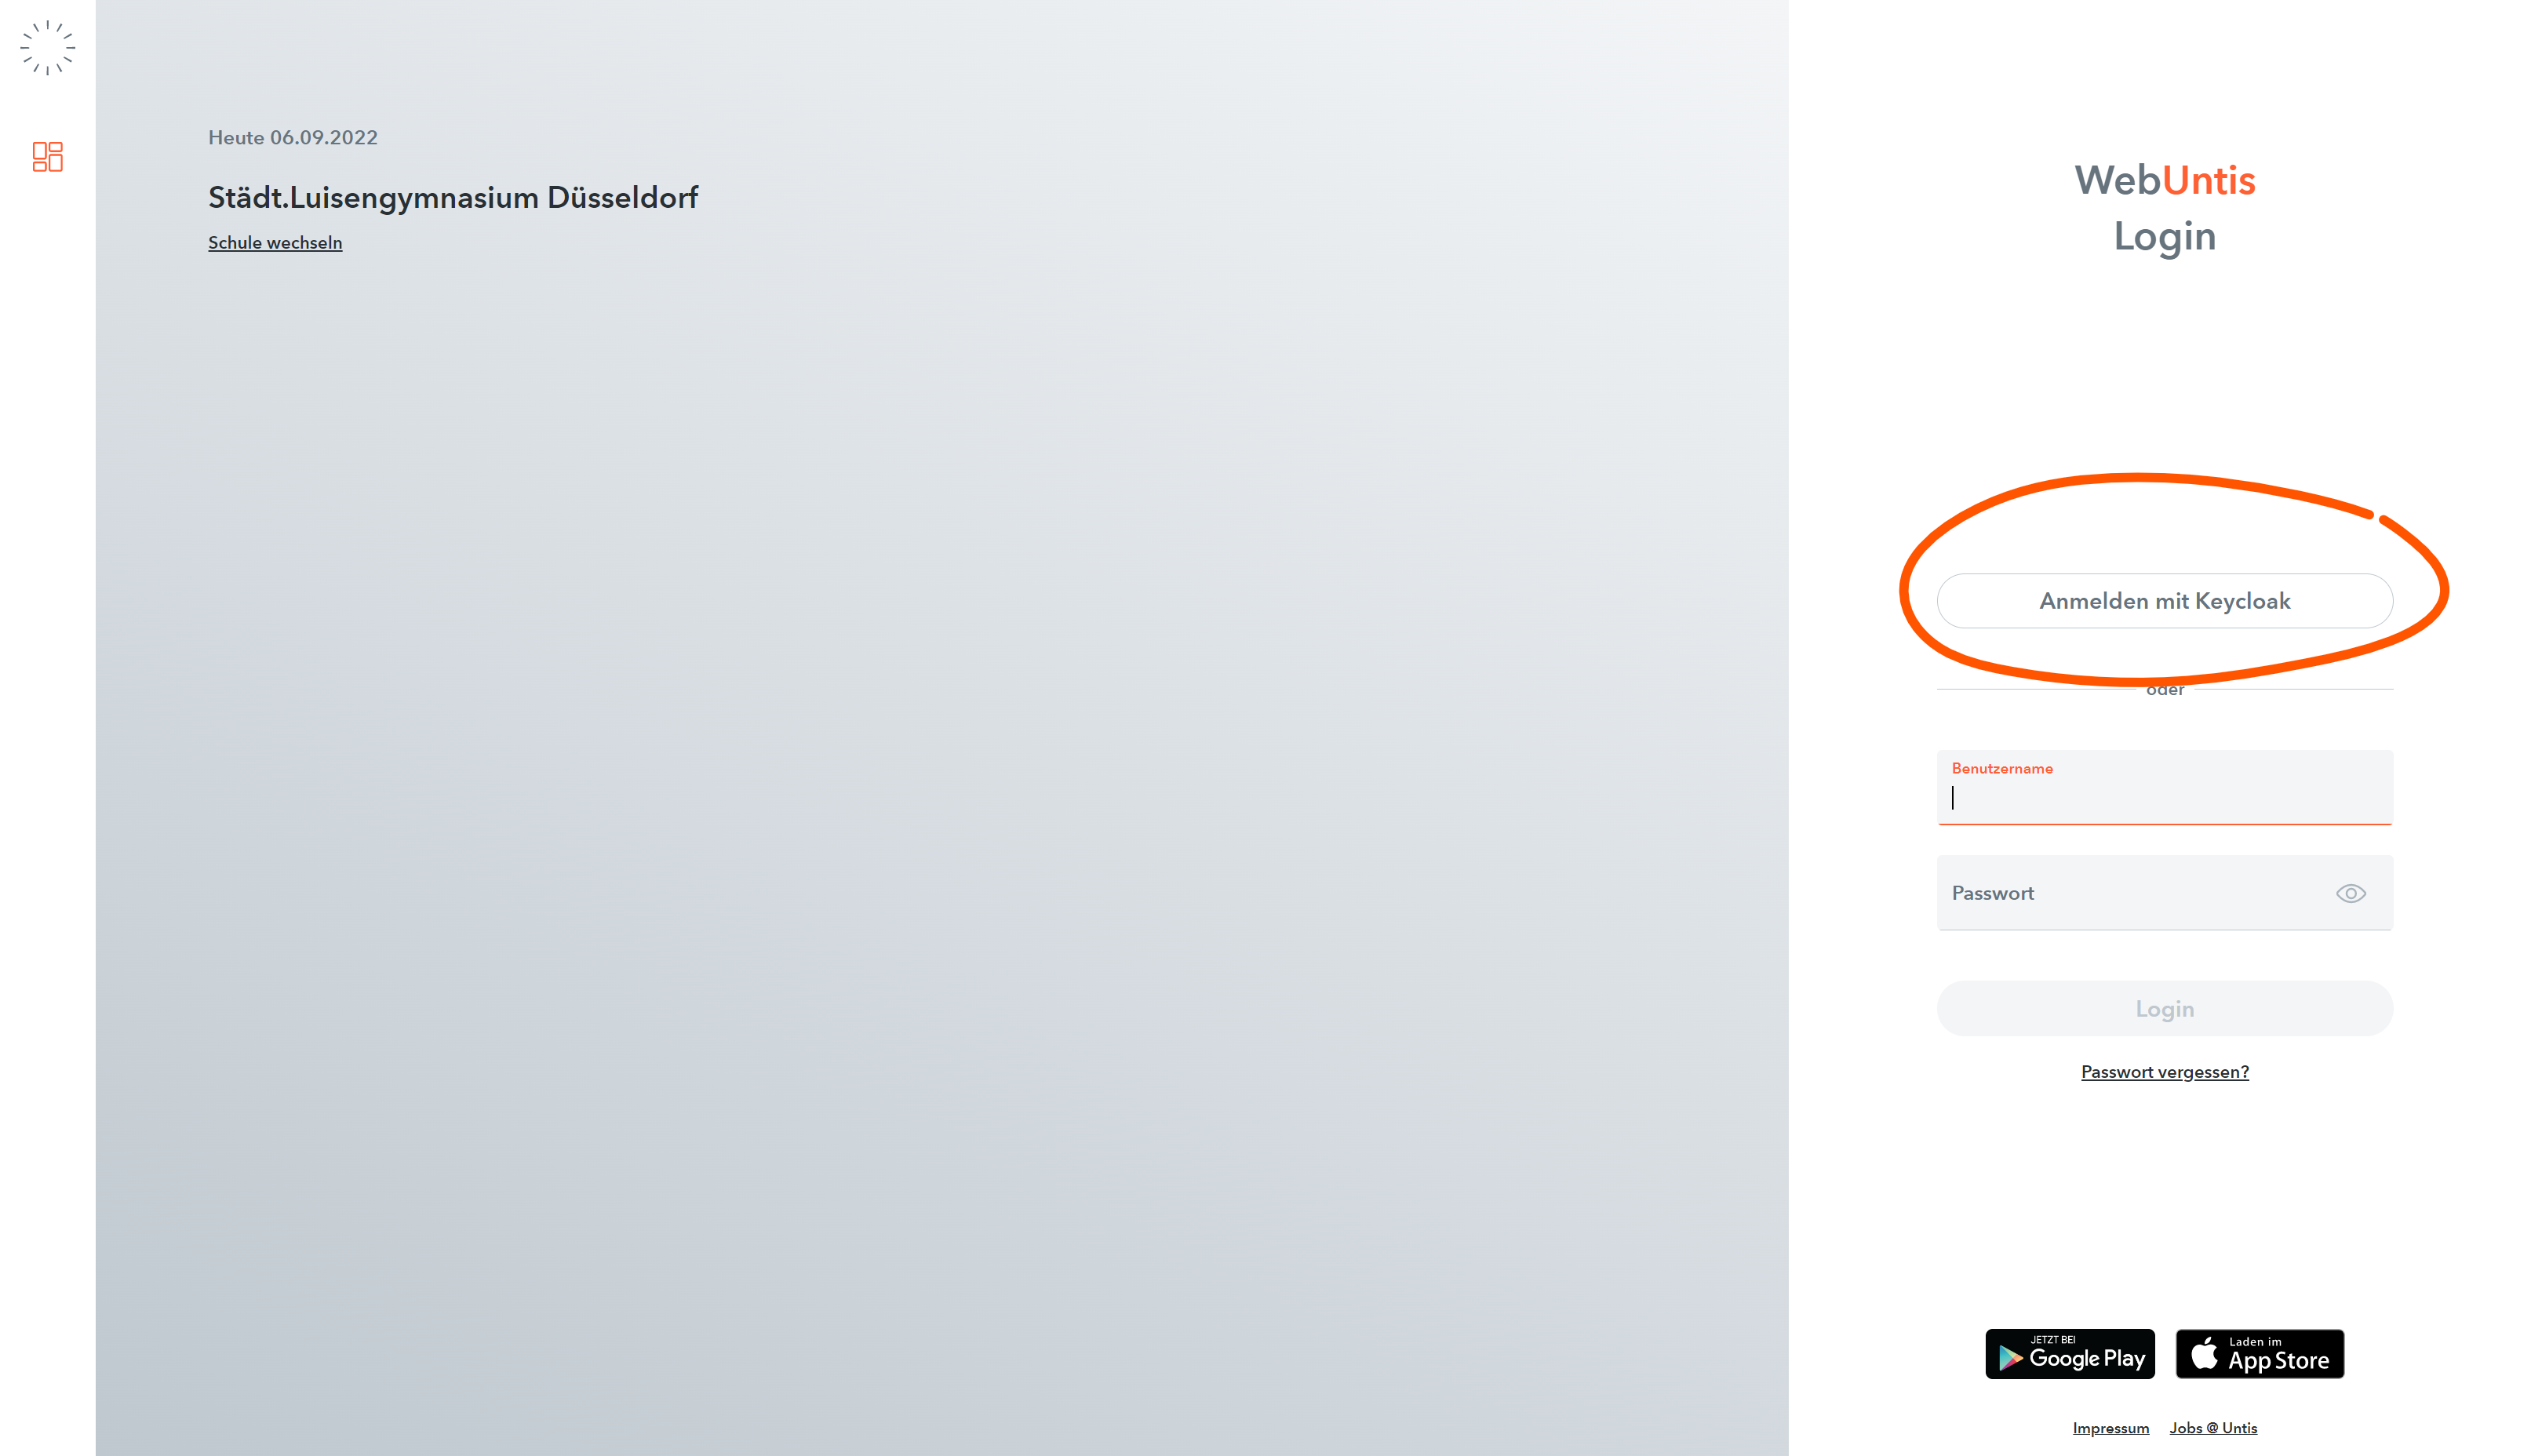 Heute 06.09.2022
Städt.Luisengymnasium Düsseldorf
Schule wechseln
WebUntis
Login
Anmelden mit Keycloak
oder
Benutzername
Passwort
Login
Passwort vergessen?
JETZT BEI
Google Play
Laden im
App Store
Impressum Jobs @ Untis